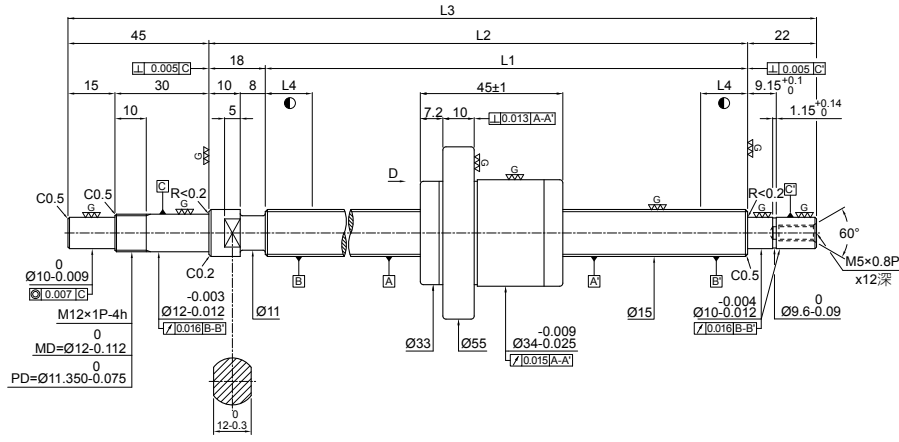 L3
45 L2 22
⊥ 0.005 C 18 L1 ⊥ 0.005 C'
15 30 10 8 L4 45±1 L4 9.15 +0.1 0
10 5 7.2 10 ⊥ 0.013 A-A' 1.15 +0.14 0
G G G
D
C0.5 C0.5 G C G R<0.2 G G R<0.2 G C' G
60°
C0.2 C0.5 M5×0.8P
x12深
B A A' B'
0
Ø10-0.009
◎ 0.007 C
-0.003
Ø12-0.012
↗ 0.016 B-B'
Ø11
Ø15
-0.004
Ø10-0.012
↗ 0.016 B-B'
0
Ø9.6-0.09
M12×1P-4h
0
MD=Ø12-0.112
0
PD=Ø11.350-0.075
Ø33 Ø55
-0.009
Ø34-0.025
↗ 0.015 A-A'
0
12-0.3